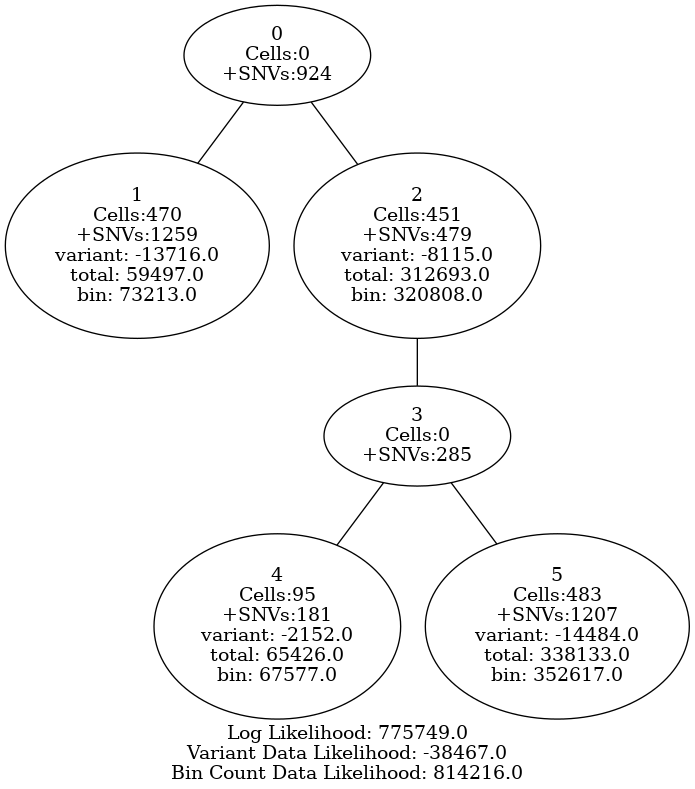 0
Cells:0
+SNVs:924
1
Cells:470
+SNVs:1259
variant: -13716.0
total: 59497.0
bin: 73213.0
2
Cells:451
+SNVs:479
variant: -8115.0
total: 312693.0
bin: 320808.0
3
Cells:0
+SNVs:285
4
Cells:95
+SNVs:181
variant: -2152.0
total: 65426.0
bin: 67577.0
5
Cells:483
+SNVs:1207
variant: -14484.0
total: 338133.0
bin: 352617.0
Log Likelihood: 775749.0
Variant Data Likelihood: -38467.0
Bin Count Data Likelihood: 814216.0